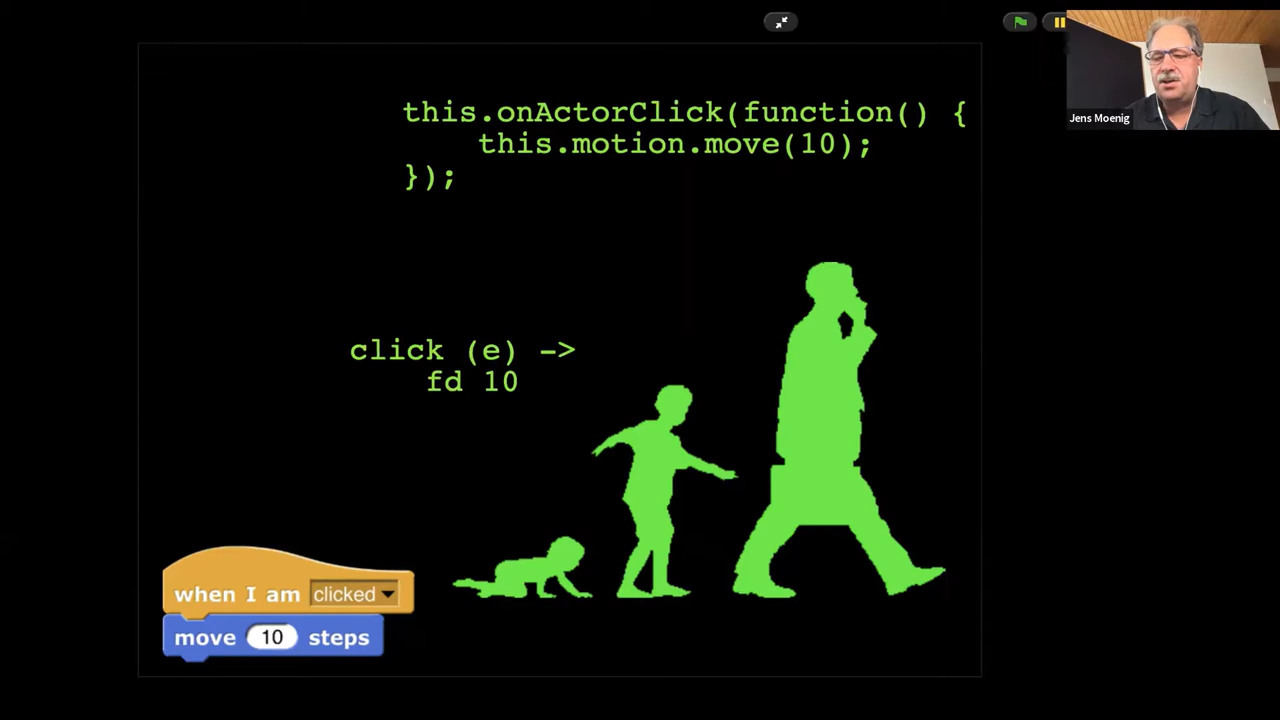 this.onActorClick(function() {
this.motion.move(10);
});
Jens Moenig
click (e) ->
fd 10
when I am clicked
move 10 steps